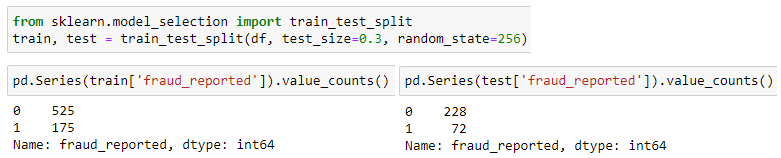 from sklearn.model_selection import train_test_split
train, test = train_test_split(df, test_size=0.3, random_state=256)
pd.Series(train['fraud_reported']).value_counts()
0    525
1    175
Name: fraud_reported, dtype: int64
pd.Series(test['fraud_reported']).value_counts()
0    228
1     72
Name: fraud_reported, dtype: int64